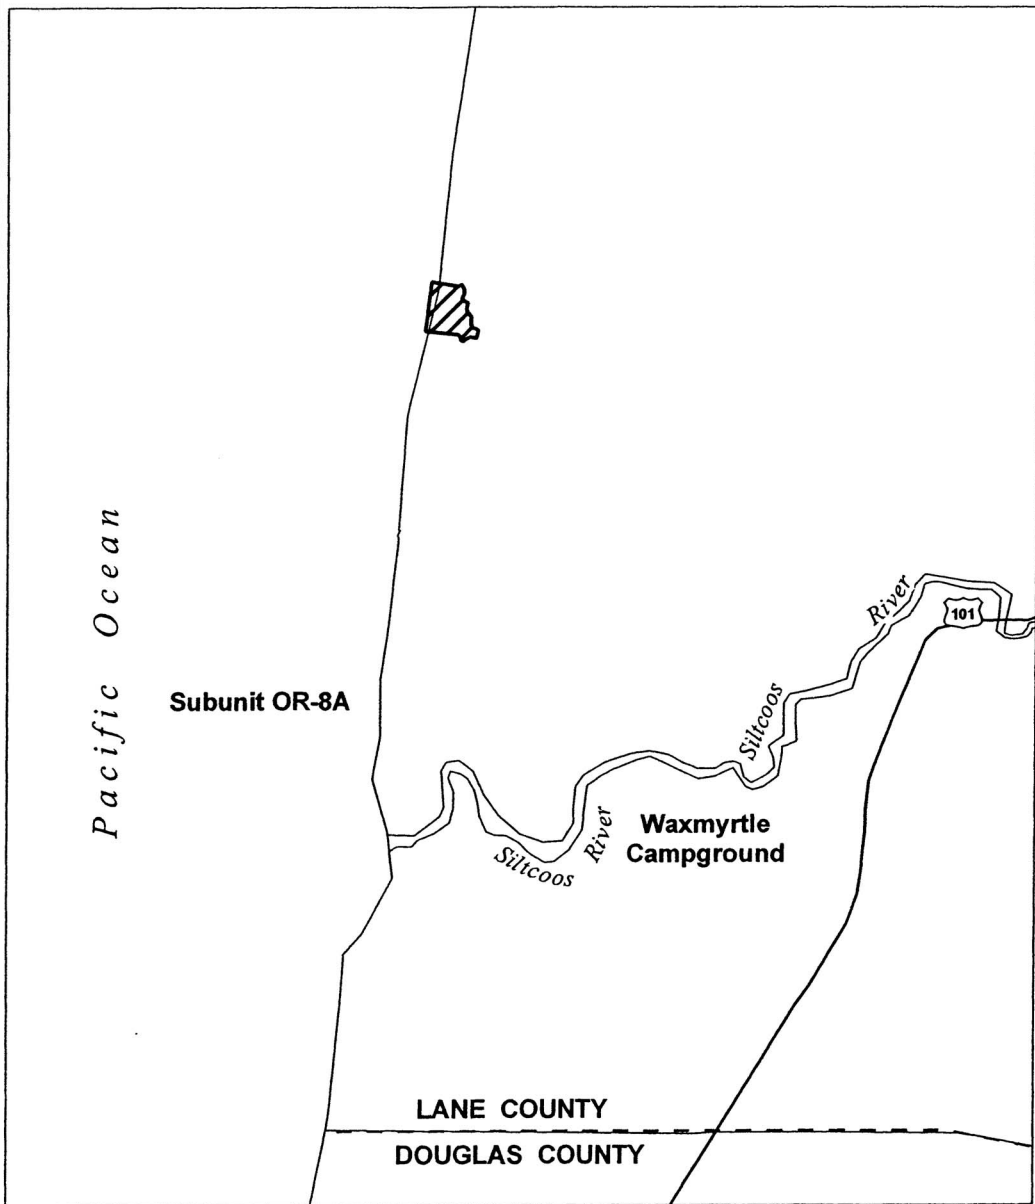 Pacific Ocean
River
101
Subunit OR-8A
Siltcoos
Waxmyrtle
Campground
River
Siltcoos
LANE COUNTY
DOUGLAS COUNTY